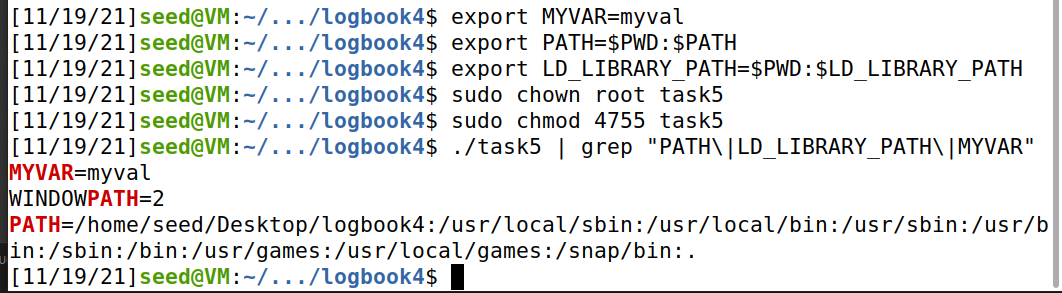 [11/19/21]seed@VM:~/.../logbook4$ export MYVAR=myval
[11/19/21]seed@VM:~/.../logbook4$ export PATH=$PWD:$PATH
[11/19/21]seed@VM:~/.../logbook4$ export LD_LIBRARY_PATH=$PWD:$LD_LIBRARY_PATH
[11/19/21]seed@VM:~/.../logbook4$ sudo chown root task5
[11/19/21]seed@VM:~/.../logbook4$ sudo chmod 4755 task5
[11/19/21]seed@VM:~/.../logbook4$ ./task5 | grep "PATH\|LD_LIBRARY_PATH\|MYVAR"
MYVAR=myval
WINDOWPATH=2
PATH=/home/seed/Desktop/logbook4:/usr/local/sbin:/usr/local/bin:/usr/sbin:/usr/b
in:/sbin:/bin:/usr/games:/usr/local/games:/snap/bin:.
[11/19/21]seed@VM:~/.../logbook4$